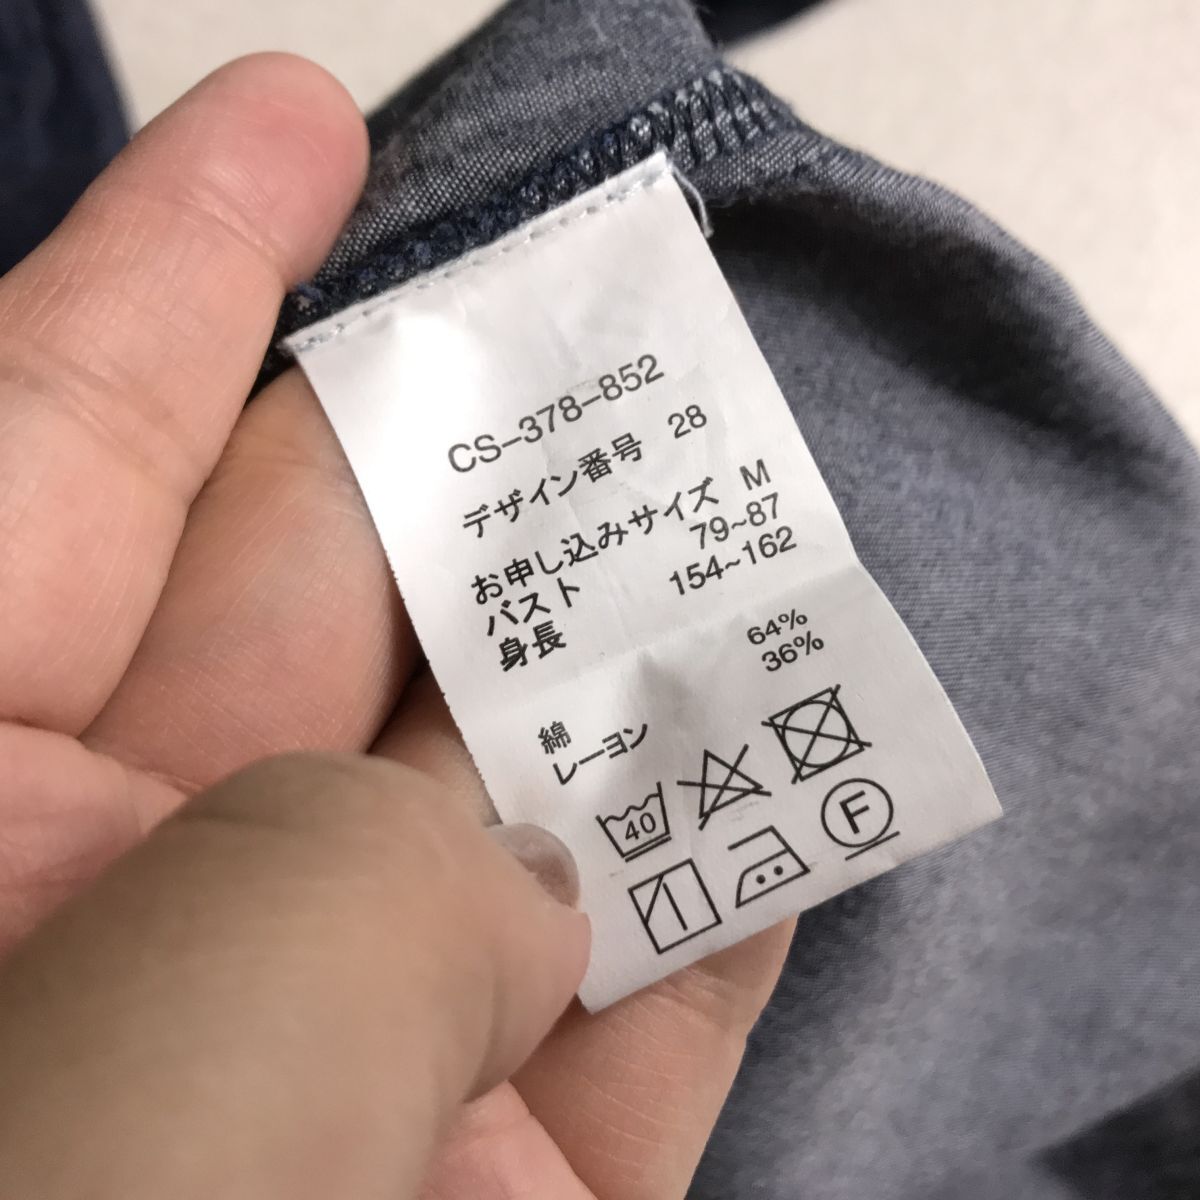 CS-378-852
デザイン番号 28
お申し込みサイズ M
バスト 79~87
身長 154~162
綿 64%
レーヨン 36%
40
F